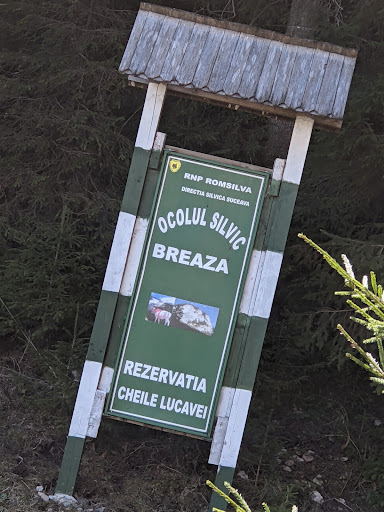 RNP ROMSILVA
DIRECTIA SILVICA SUCEAVA
OCOLUL SILVIC
BREAZA
REZERVATIA
CHEILE LUCAVEI